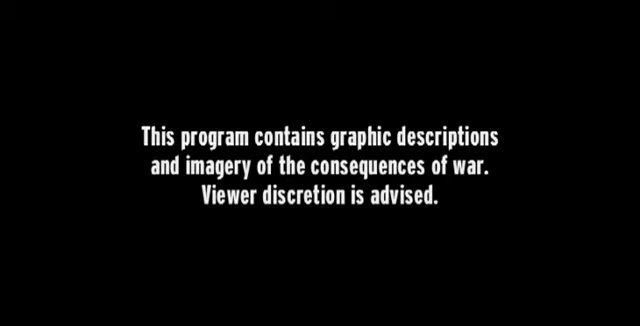 This program contains graphic descriptions
and imagery of the consequences of war.
Viewer discretion is advised.